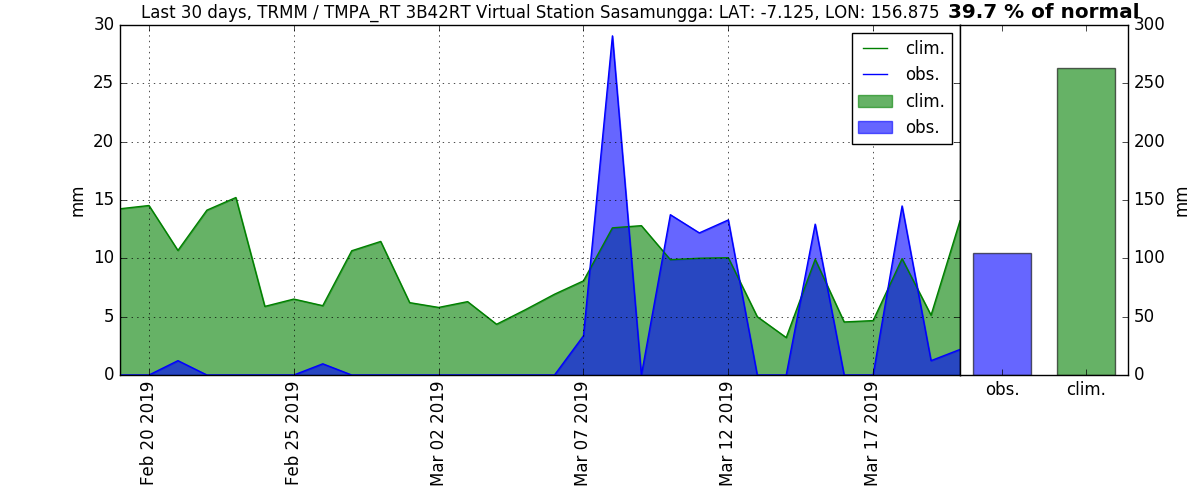 Last 30 days, TRMM / TMPA_RT 3B42RT Virtual Station Sasamungga: LAT: -7.125, LON: 156.875 39.7 % of normal
30
25
20
15
10
5
0
mm
clim.
obs.
clim.
obs.
300
250
200
150
100
50
0
mm
obs. clim.
Feb 20 2019
Feb 25 2019
Mar 02 2019
Mar 07 2019
Mar 12 2019
Mar 17 2019